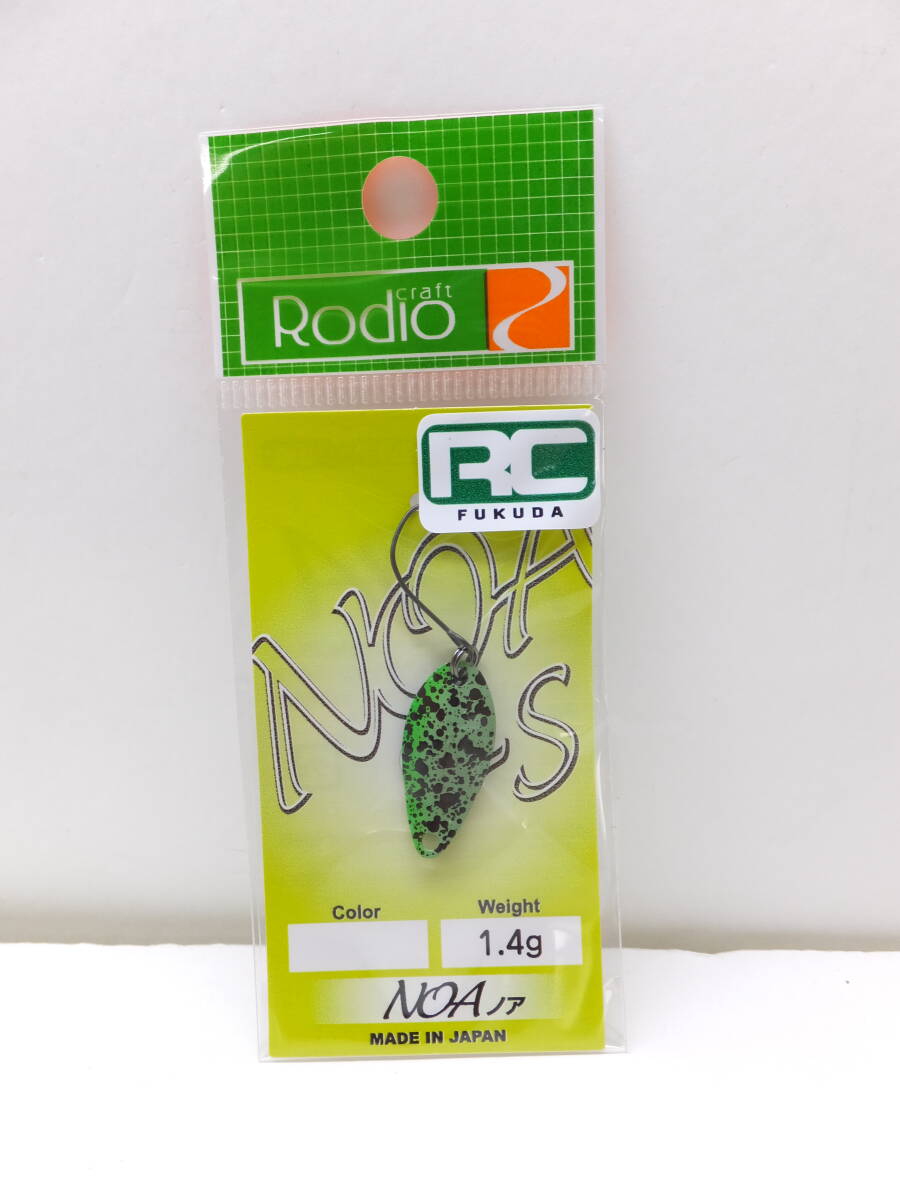 craft
Rodio
RC
FUKUDA
NOA
S
Color
Weight
1.4g
NOA ノア
MADE IN JAPAN